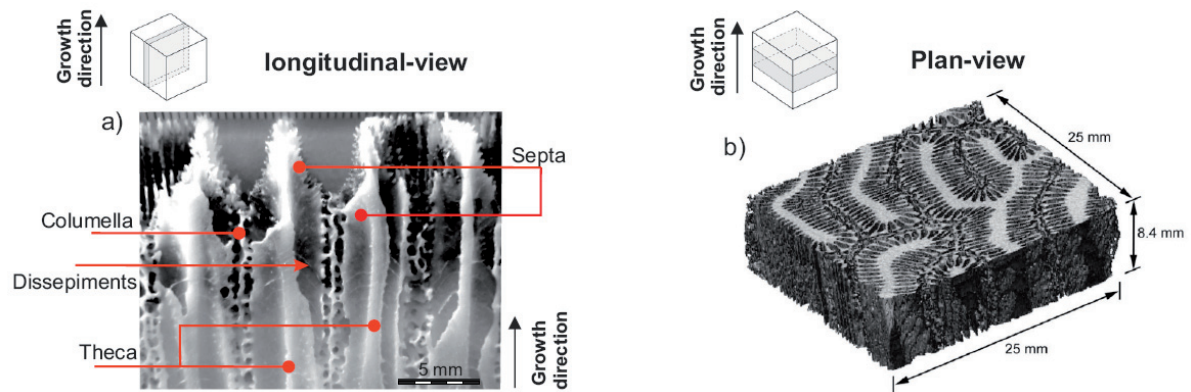 Growth
direction
longitudinal-view
a)
Septa
Columella
Dissepiments
Theca
5 mm
Growth
direction
Growth
direction
Plan-view
b)
25 mm
8.4 mm
25 mm